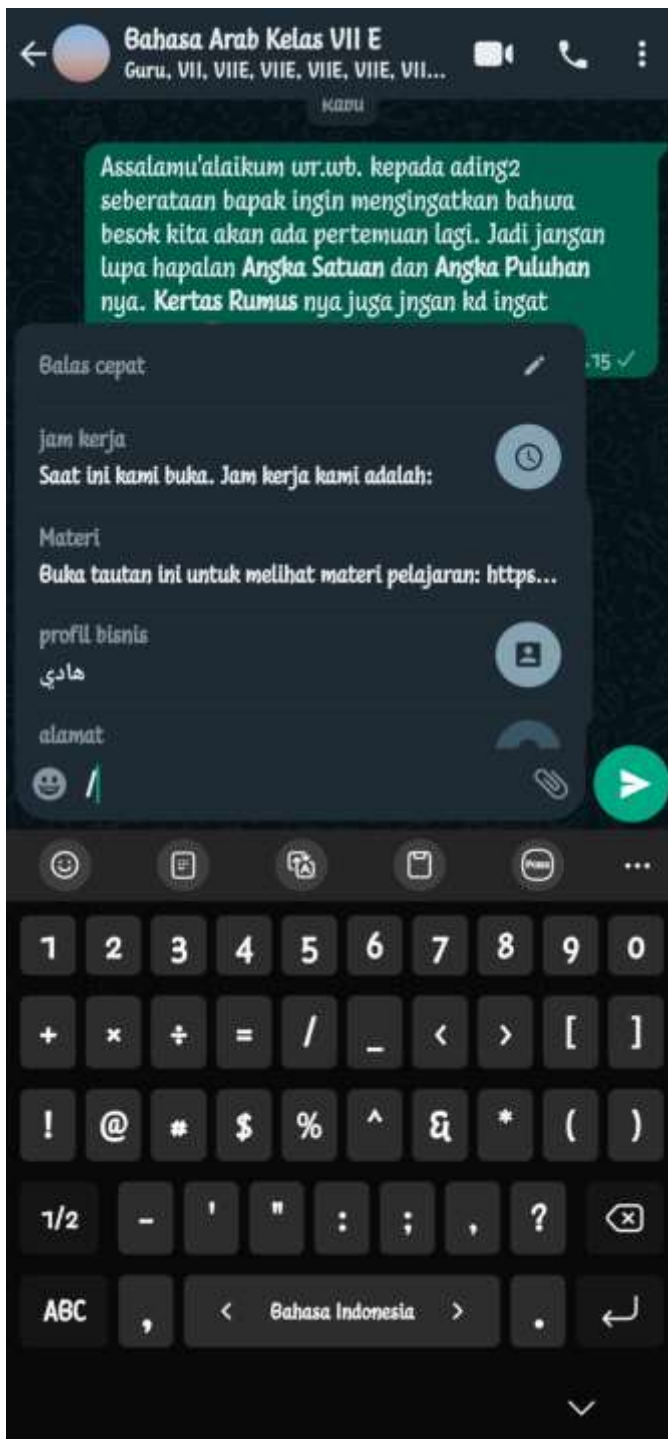 Bahasa Arab Kelas VII E
Guru, VII, VIIE, VIIE, VIIE, VIIE, VII...
Rabu
Assalamu'alaikum wr.wb. kepada ading2
seberataan bapak ingin mengingatkan bahwa
besok kita akan ada pertemuan lagi. Jadi jangan
lupa hapalan Angka Satuan dan Angka Puluhan
nya. Kertas Rumus nya juga jngan kd ingat
.15
Balas cepat
jam kerja
Saat ini kami buka. Jam kerja kami adalah:
Materi
Buka tautan ini untuk melihat materi pelajaran: https...
profil bisnis
هادي
alamat
/
1 2 3 4 5 6 7 8 9 0
+ × ÷ = / _ < > [ ]
! @ # $ % ^ & * ( )
1/2 - ' " : ; , ?
ABC , < Bahasa Indonesia > .